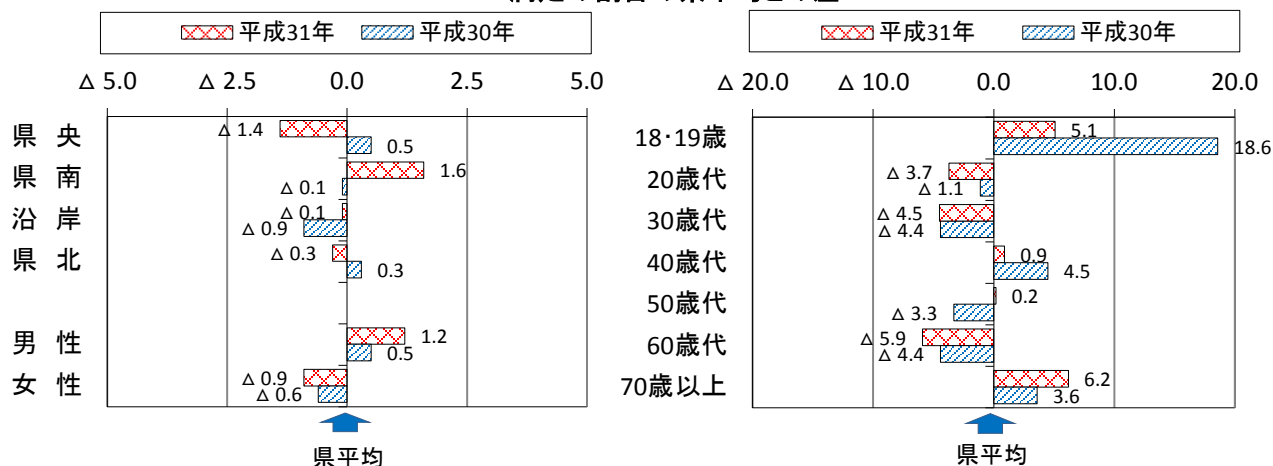 平成31年 平成30年
△ 5.0 △ 2.5 0.0 2.5 5.0
県 央 △ 1.4 0.5
県 南 1.6 △ 0.1
沿 岸 △ 0.1 △ 0.9
県 北 △ 0.3 0.3
男 性 1.2 0.5
女 性 △ 0.9 △ 0.6
県平均
平成31年 平成30年
△ 20.0 △ 10.0 0.0 10.0 20.0
18・19歳 5.1 18.6
20歳代 △ 3.7 △ 1.1
30歳代 △ 4.5 △ 4.4
40歳代 0.9 4.5
50歳代 0.2 △ 3.3
60歳代 △ 5.9 △ 4.4
70歳以上 6.2 3.6
県平均